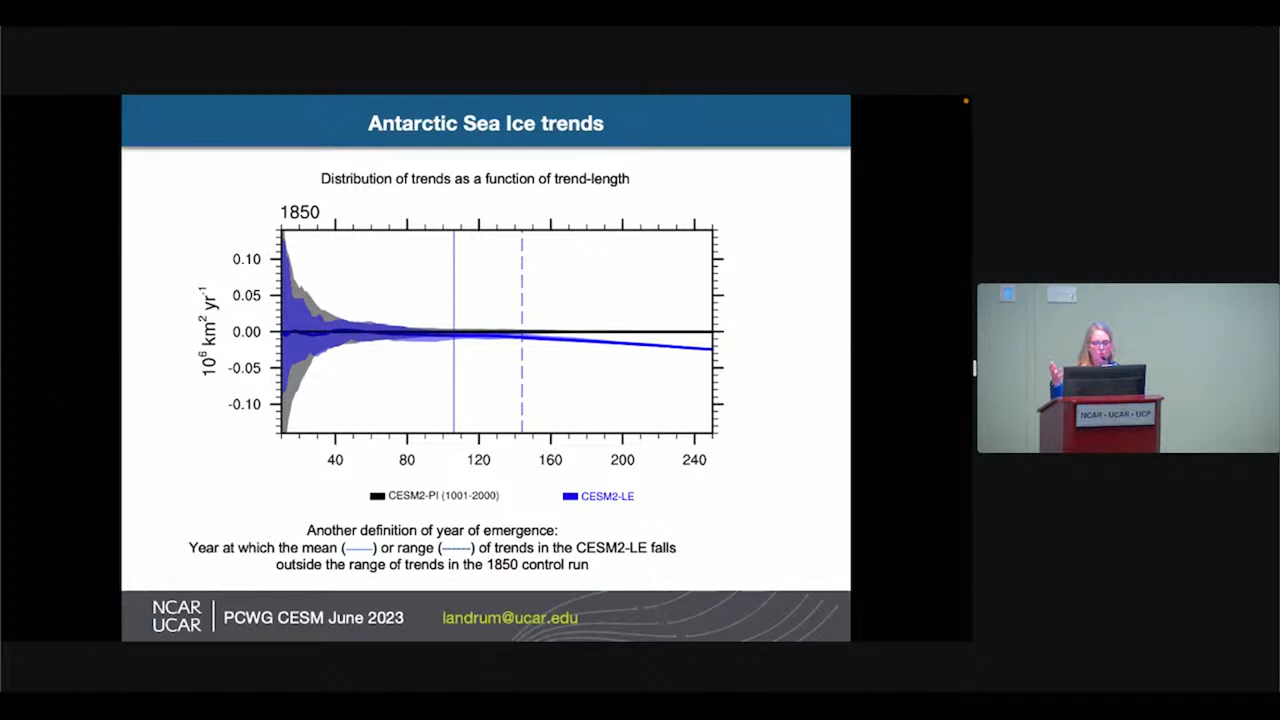 Antarctic Sea Ice trends
Distribution of trends as a function of trend-length
1850
0.10
0.05
0.00
-0.05
-0.10
10⁶ km² yr⁻¹
40 80 120 160 200 240
CESM2-PI (1001-2000) CESM2-LE
Another definition of year of emergence:
Year at which the mean (——) or range (-----) of trends in the CESM2-LE falls
outside the range of trends in the 1850 control run
NCAR
UCAR
PCWG CESM June 2023 landrum@ucar.edu
NCAR • UCAR • UCP